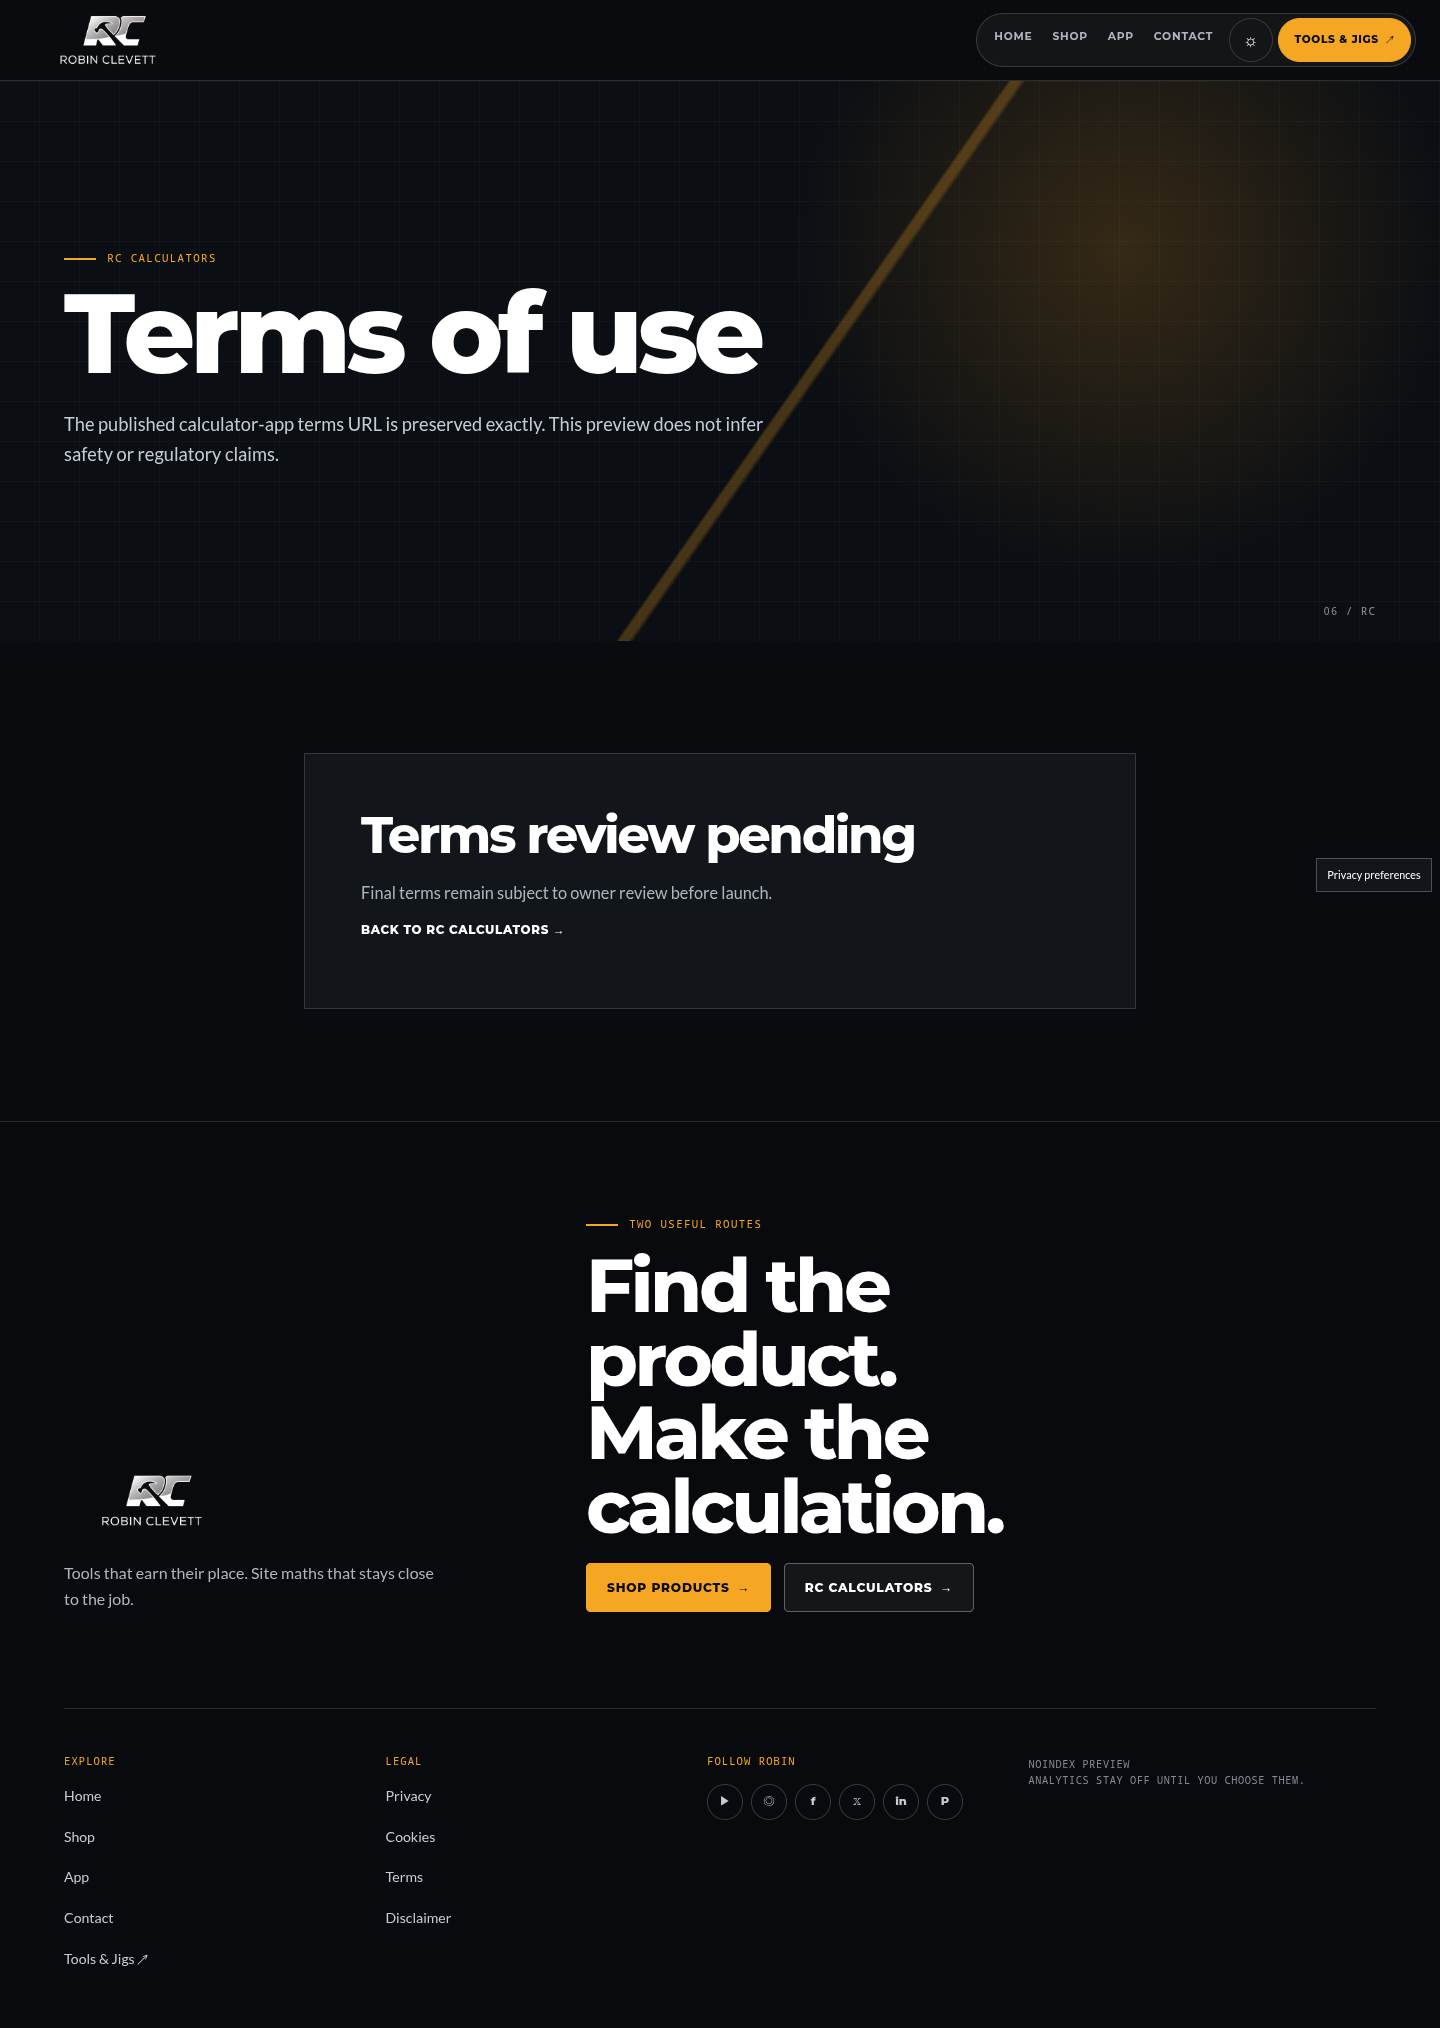 RC
ROBIN CLEVETT
HOME SHOP APP CONTACT ☼ TOOLS & JIGS ↗
RC CALCULATORS
Terms of use
The published calculator-app terms URL is preserved exactly. This preview does not infer
safety or regulatory claims.
06 / RC
Terms review pending
Final terms remain subject to owner review before launch.
BACK TO RC CALCULATORS →
Privacy preferences
TWO USEFUL ROUTES
Find the
product.
Make the
calculation.
SHOP PRODUCTS →
RC CALCULATORS →
RC
ROBIN CLEVETT
Tools that earn their place. Site maths that stays close
to the job.
EXPLORE
Home
Shop
App
Contact
Tools & Jigs ↗
LEGAL
Privacy
Cookies
Terms
Disclaimer
FOLLOW ROBIN
▶ ◎ f 𝕏 in P
NOINDEX PREVIEW
ANALYTICS STAY OFF UNTIL YOU CHOOSE THEM.